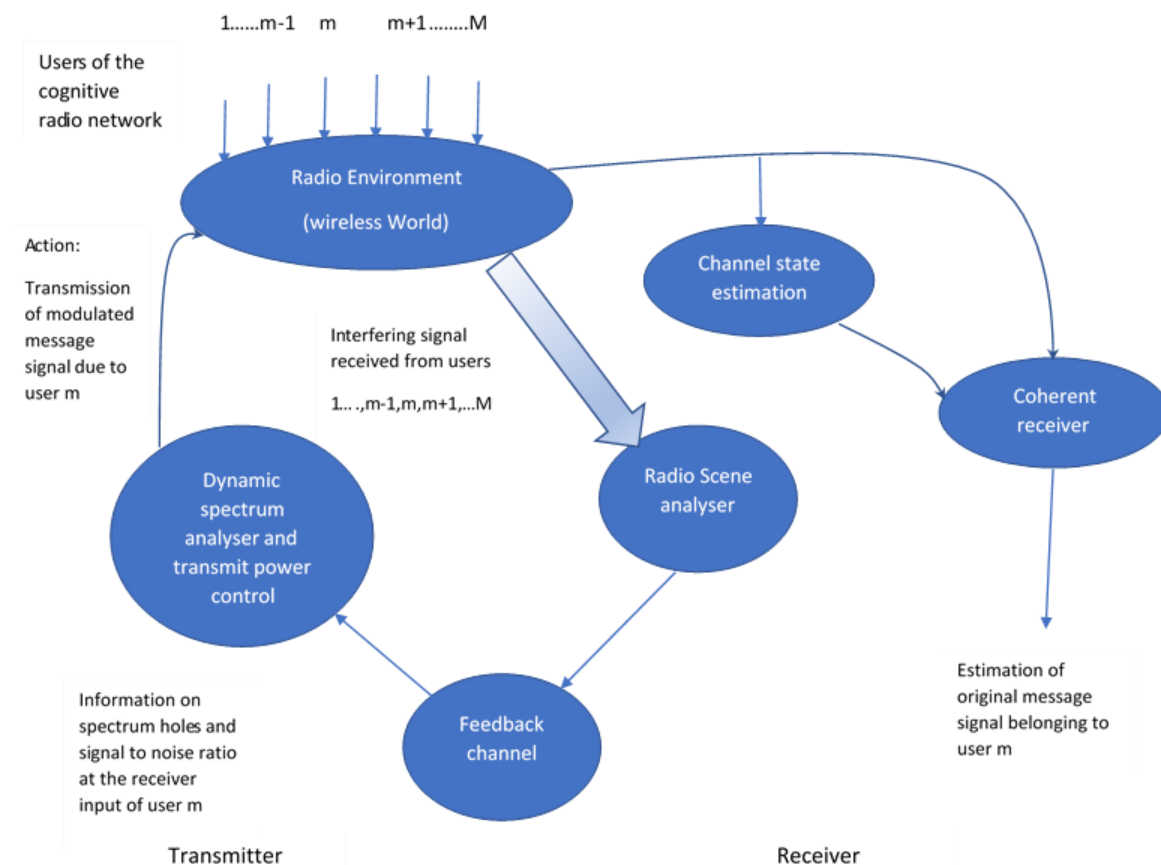 1......m-1 m m+1........M
Users of the
cognitive
radio network
Radio Environment
(wireless World)
Action:
Transmission
of modulated
message
signal due to
user m
Channel state
estimation
Interfering signal
received from users
1... .,m-1,m,m+1,...M
Coherent
receiver
Dynamic
spectrum
analyser and
transmit power
control
Radio Scene
analyser
Information on
spectrum holes and
signal to noise ratio
at the receiver
input of user m
Feedback
channel
Estimation of
original message
signal belonging to
user m
Transmitter
Receiver